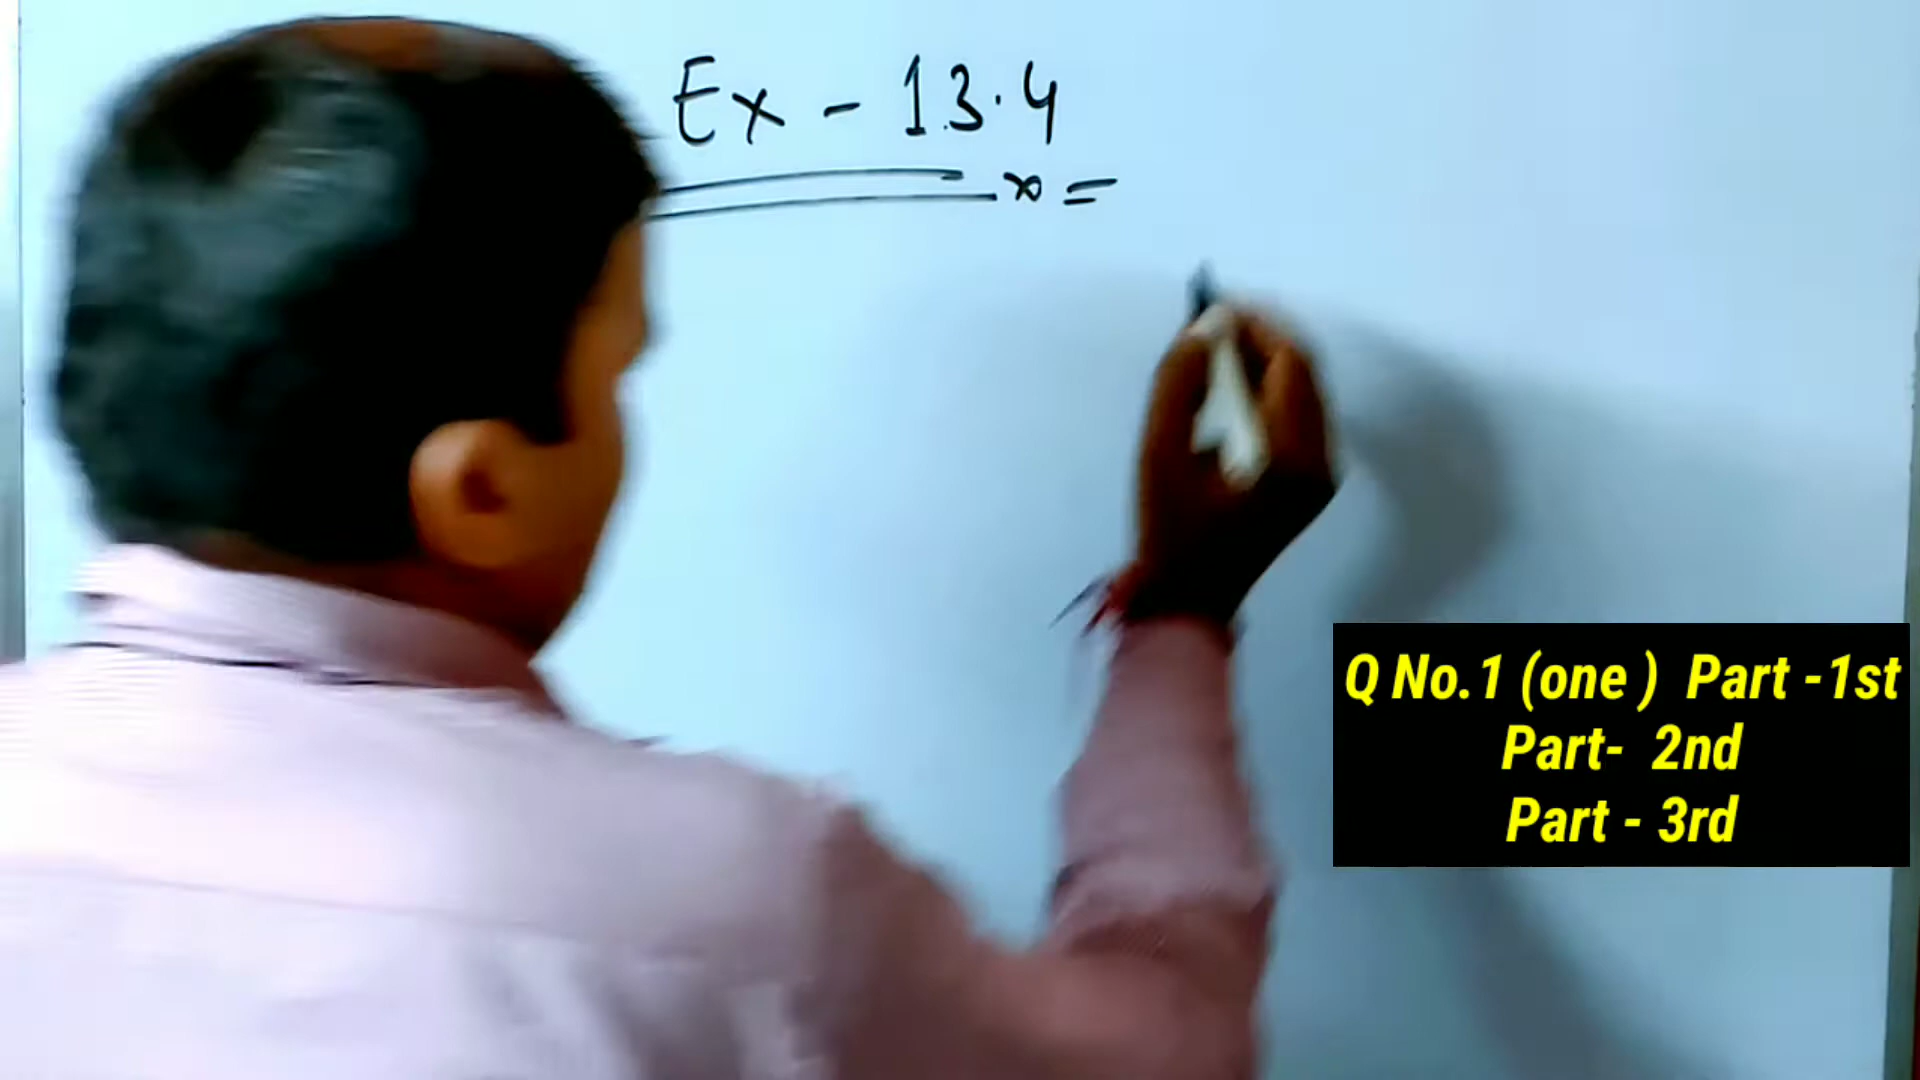 Ex - 13.4
Q No.1 (one ) Part -1st
Part- 2nd
Part - 3rd